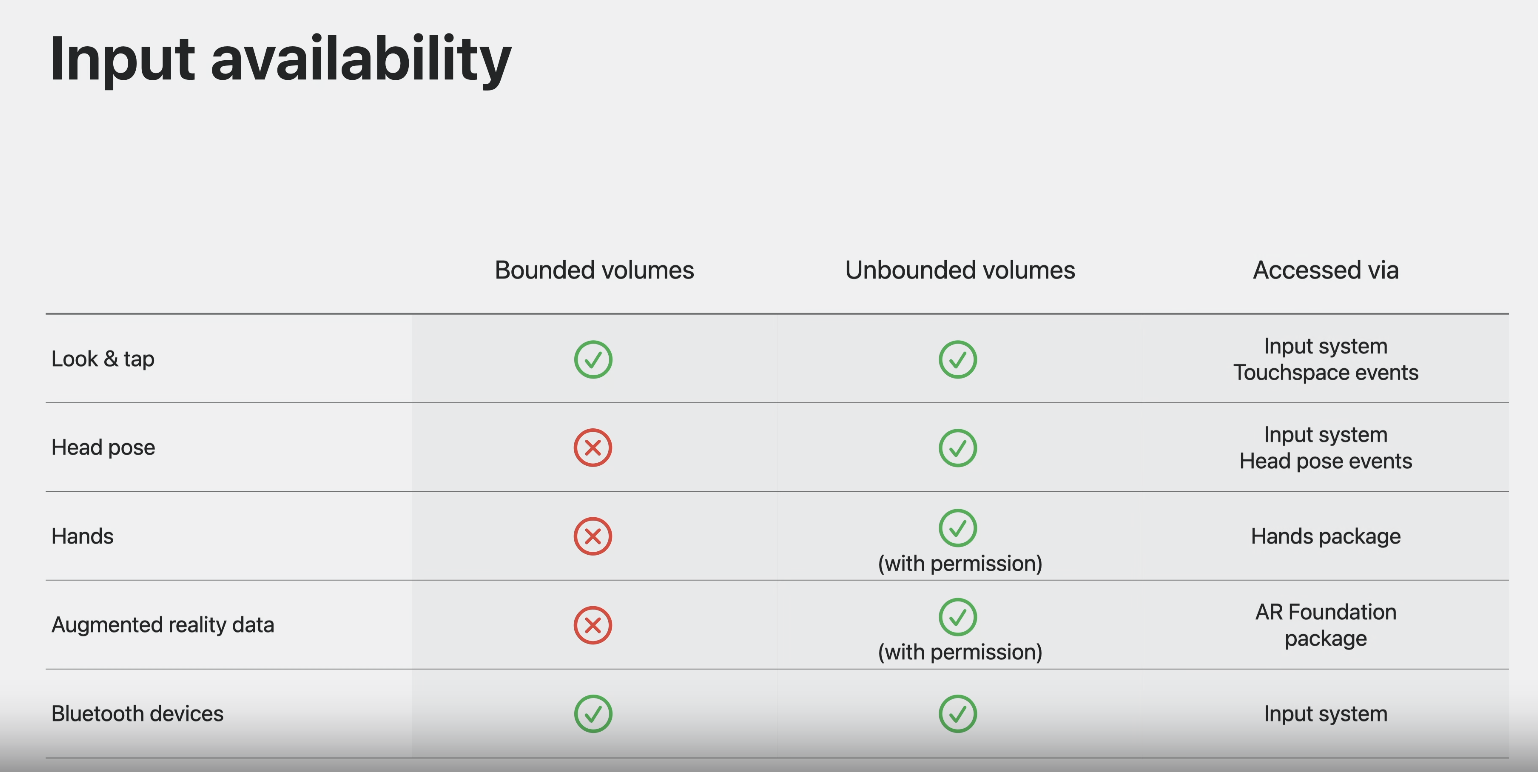 Input availability
Bounded volumes
Unbounded volumes
Accessed via
Look & tap
Input system
Touchspace events
Head pose
Input system
Head pose events
Hands
(with permission)
Hands package
Augmented reality data
(with permission)
AR Foundation
package
Bluetooth devices
Input system